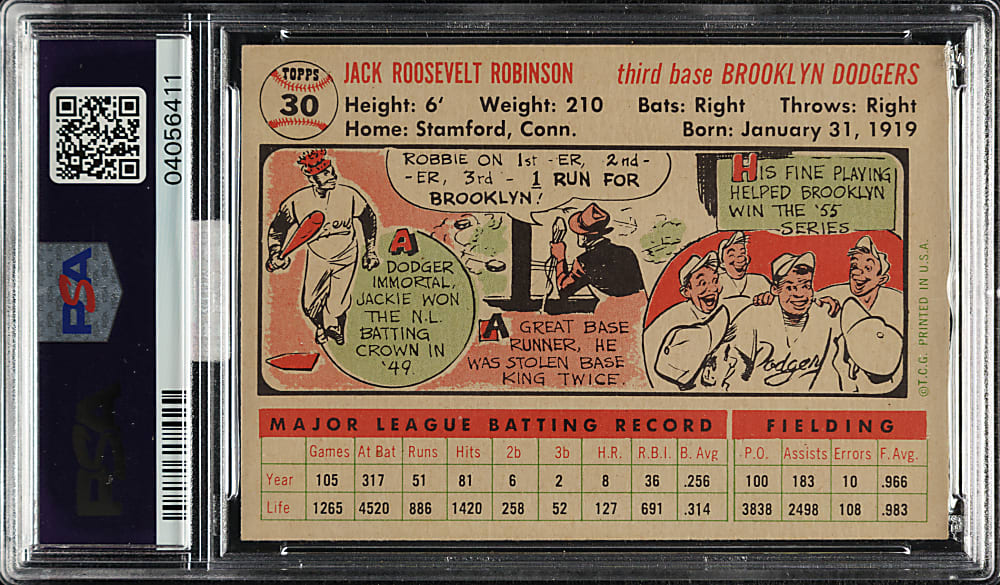 04056411
PSA
PSA
TOPPS
30
JACK ROOSEVELT ROBINSON third base BROOKLYN DODGERS
Height: 6' Weight: 210 Bats: Right Throws: Right
Home: Stamford, Conn. Born: January 31, 1919
ROBBIE ON 1st -ER, 2nd-
-ER, 3rd - 1 RUN FOR
BROOKLYN!
HIS FINE PLAYING
HELPED BROOKLYN
WIN THE '55
SERIES
A
DODGER
IMMORTAL,
JACKIE WON
THE N.L.
BATTING
CROWN IN
'49.
A GREAT BASE
RUNNER, HE
WAS STOLEN BASE
KING TWICE.
Dodgers
©T.C.G. PRINTED IN U.S.A.
MAJOR LEAGUE BATTING RECORD FIELDING
Games At Bat Runs Hits 2b 3b H.R. R.B.I. B. Avg P.O. Assists Errors F. Avg.
Year 105 317 51 81 6 2 8 36 .256 100 183 10 .966
Life 1265 4520 886 1420 258 52 127 691 .314 3838 2498 108 .983